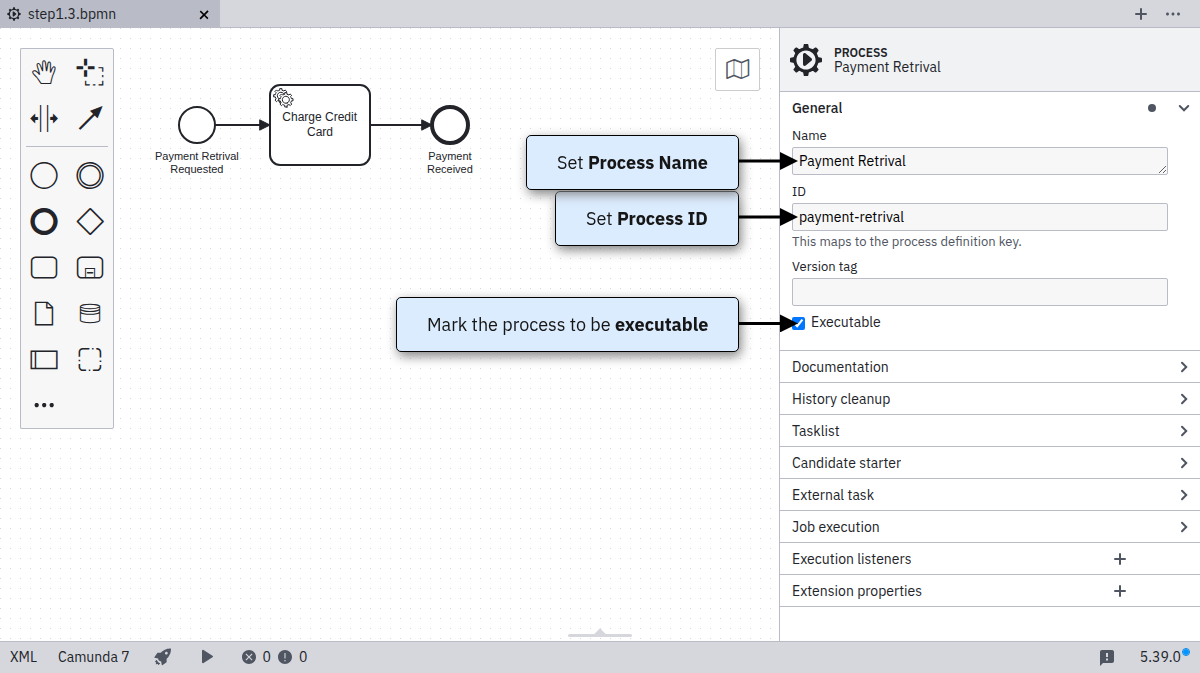 step1.3.bpmn
PROCESS
Payment Retrival
General
Name
Payment Retrival
ID
payment-retrival
This maps to the process definition key.
Version tag
Executable
Documentation
History cleanup
Tasklist
Candidate starter
External task
Job execution
Execution listeners
Extension properties
Charge Credit
Card
Payment Retrival
Requested
Payment
Received
Set Process Name
Set Process ID
Mark the process to be executable
XML
Camunda 7
0
0
5.39.0